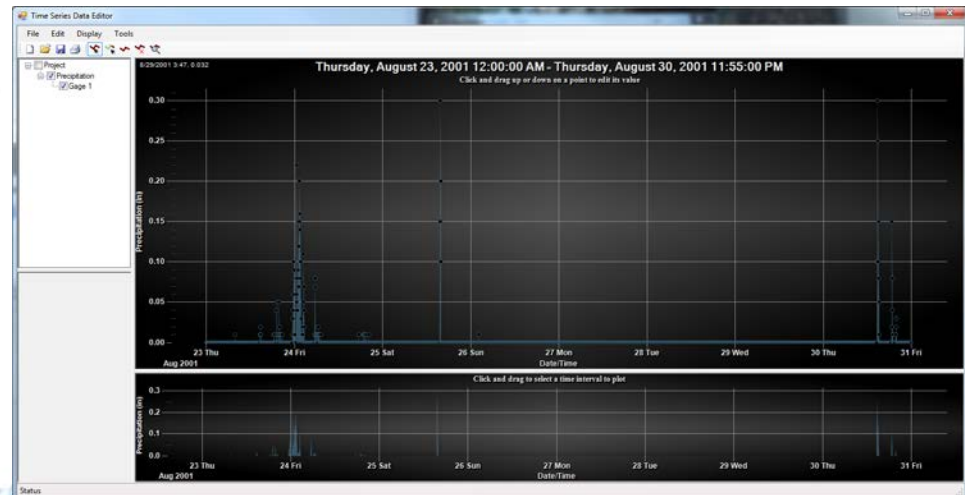 Time Series Data Editor
File Edit Display Tools
Project
Precipitation
Gage 1
8/29/2001 3:47, 0.032
Thursday, August 23, 2001 12:00:00 AM - Thursday, August 30, 2001 11:55:00 PM
Click and drag up or down on a point to edit its value
Precipitation (in)
0.30
0.25
0.20
0.15
0.10
0.05
0.00
23 Thu 24 Fri 25 Sat 26 Sun 27 Mon 28 Tue 29 Wed 30 Thu 31 Fri
Aug 2001 Date/Time
Click and drag to select a time interval to plot
Precipitation (in)
0.3
0.2
0.1
0.0
23 Thu 24 Fri 25 Sat 26 Sun 27 Mon 28 Tue 29 Wed 30 Thu 31 Fri
Aug 2001 Date/Time
Status